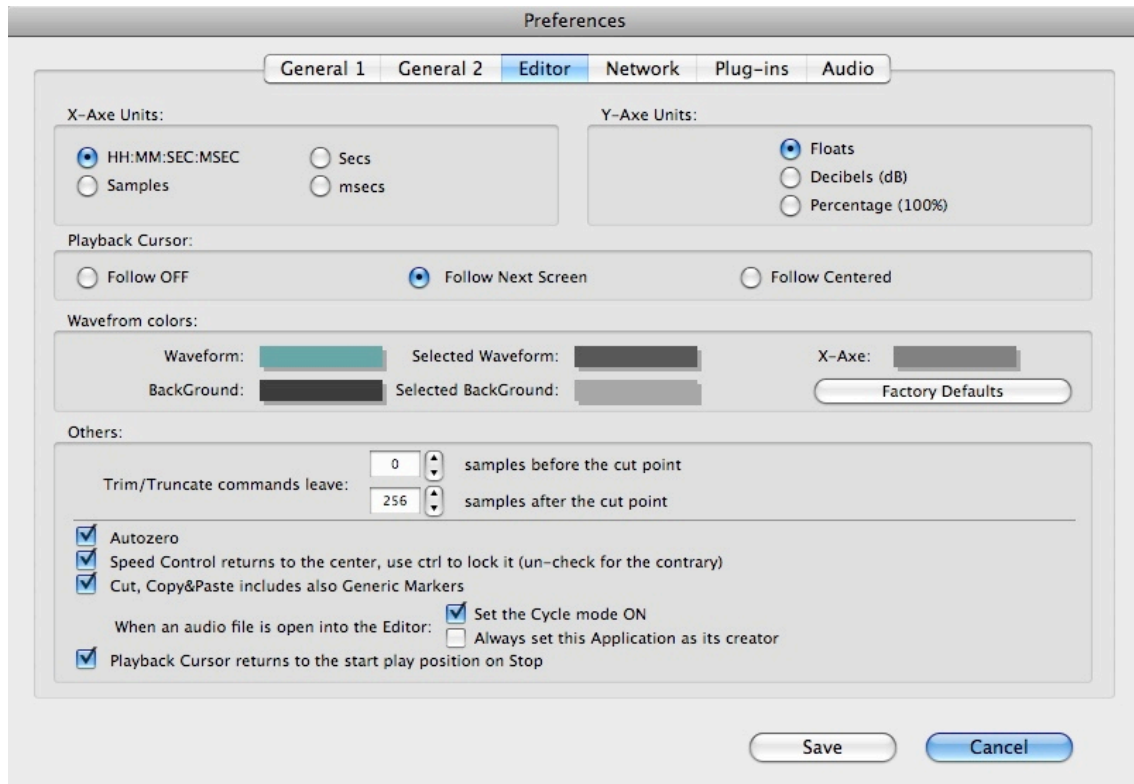 Preferences
General 1 General 2 Editor Network Plug-ins Audio
X-Axe Units: Y-Axe Units:
HH:MM:SEC:MSEC Secs Floats
Samples msecs Decibels (dB)
Percentage (100%)
Playback Cursor:
Follow OFF Follow Next Screen Follow Centered
Wavefrom colors:
Waveform: Selected Waveform: X-Axe:
BackGround: Selected BackGround: Factory Defaults
Others:
0 samples before the cut point
Trim/Truncate commands leave:
256 samples after the cut point
Autozero
Speed Control returns to the center, use ctrl to lock it (un-check for the contrary)
Cut, Copy&Paste includes also Generic Markers
Set the Cycle mode ON
When an audio file is open into the Editor:
Always set this Application as its creator
Playback Cursor returns to the start play position on Stop
Save Cancel